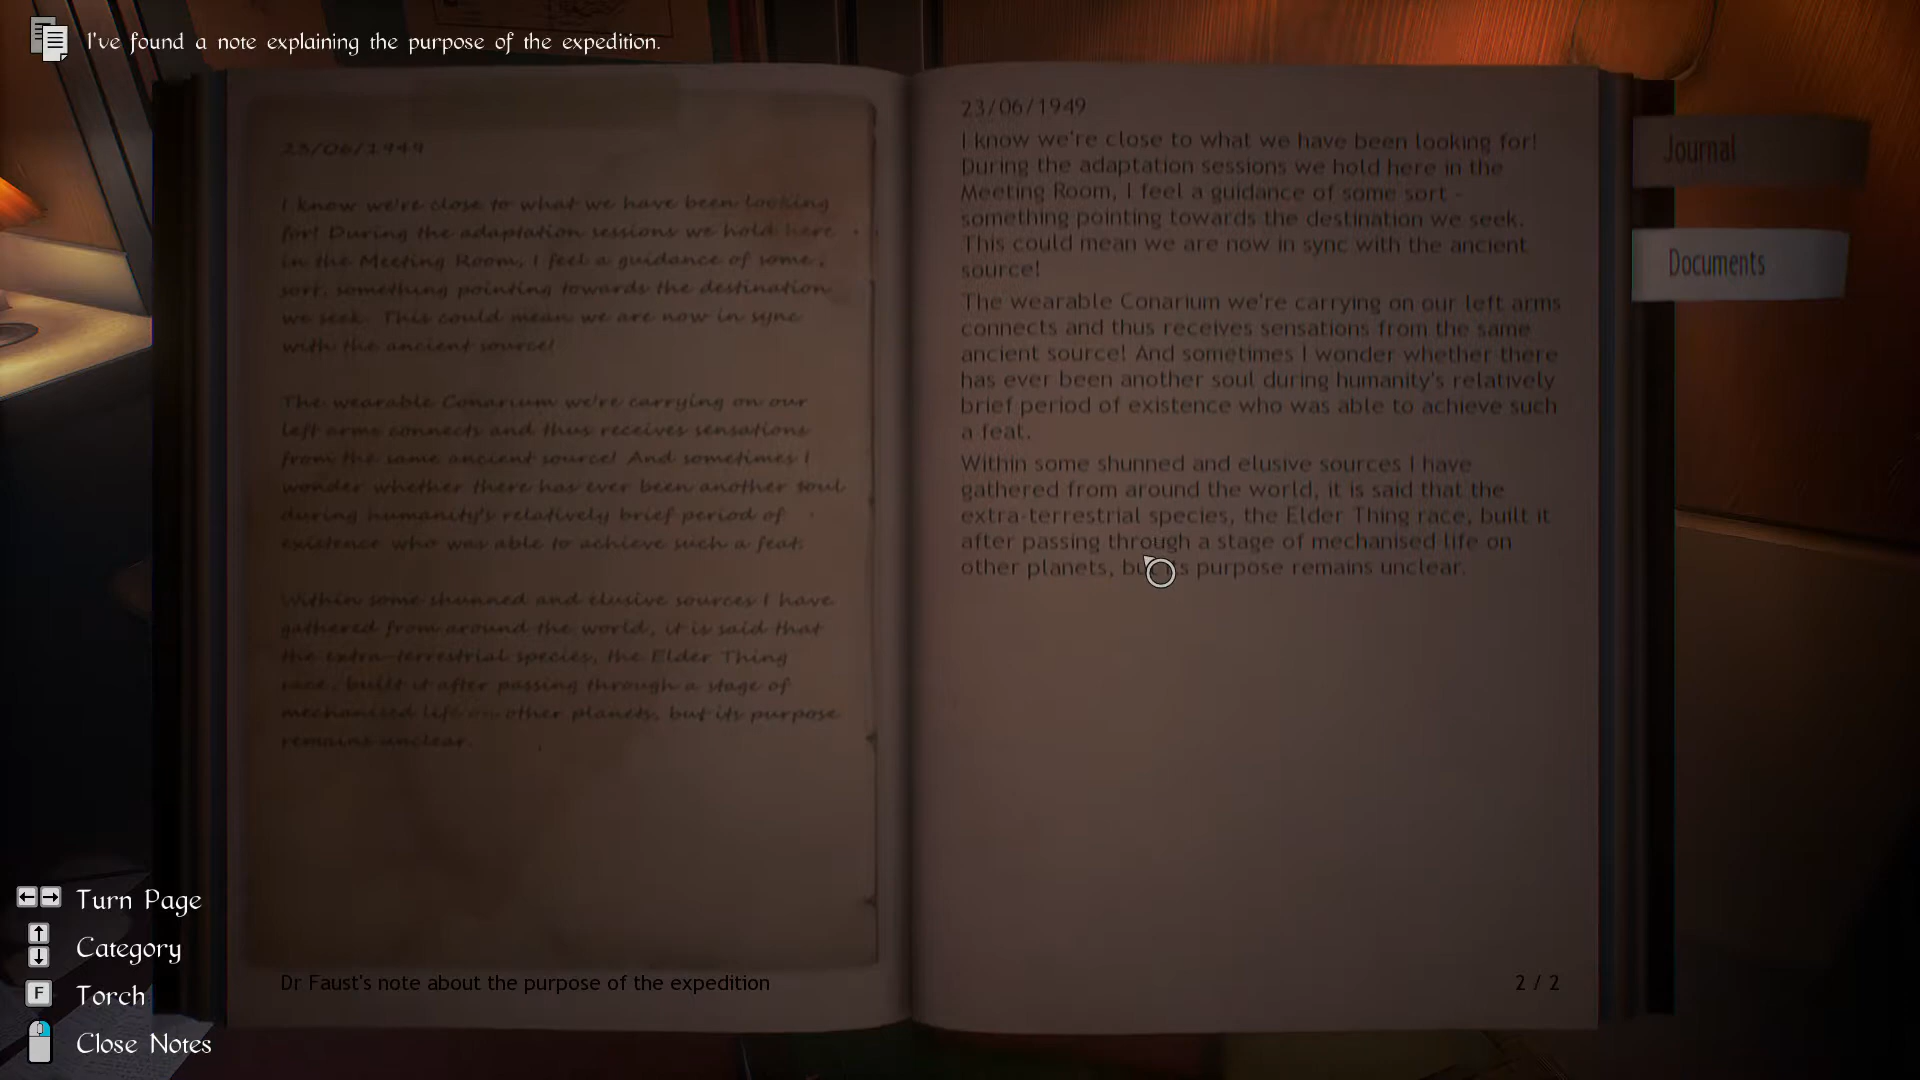 I've found a note explaining the purpose of the expedition.
23/06/1949
I know we're close to what we have been looking
for! During the adaptation sessions we hold here
in the Meeting Room, I feel a guidance of some
sort, something pointing towards the destination
we seek. This could mean we are now in sync
with the ancient source!
The wearable Conarium we're carrying on our
left arms connects and thus receives sensations
from the same ancient source! And sometimes I
wonder whether there has ever been another soul
during humanity's relatively brief period of
existence who was able to achieve such a feat.
Within some shunned and elusive sources I have
gathered from around the world, it is said that
the extra-terrestrial species, the Elder Thing
race, built it after passing through a stage of
mechanised life on other planets, but its purpose
remains unclear.
Dr Faust's note about the purpose of the expedition
23/06/1949
I know we're close to what we have been looking for!
During the adaptation sessions we hold here in the
Meeting Room, I feel a guidance of some sort -
something pointing towards the destination we seek.
This could mean we are now in sync with the ancient
source!
The wearable Conarium we're carrying on our left arms
connects and thus receives sensations from the same
ancient source! And sometimes I wonder whether there
has ever been another soul during humanity's relatively
brief period of existence who was able to achieve such
a feat.
Within some shunned and elusive sources I have
gathered from around the world, it is said that the
extra-terrestrial species, the Elder Thing race, built it
after passing through a stage of mechanised life on
other planets, but its purpose remains unclear.
2 / 2
Journal
Documents
Turn Page
Category
F Torch
Close Notes